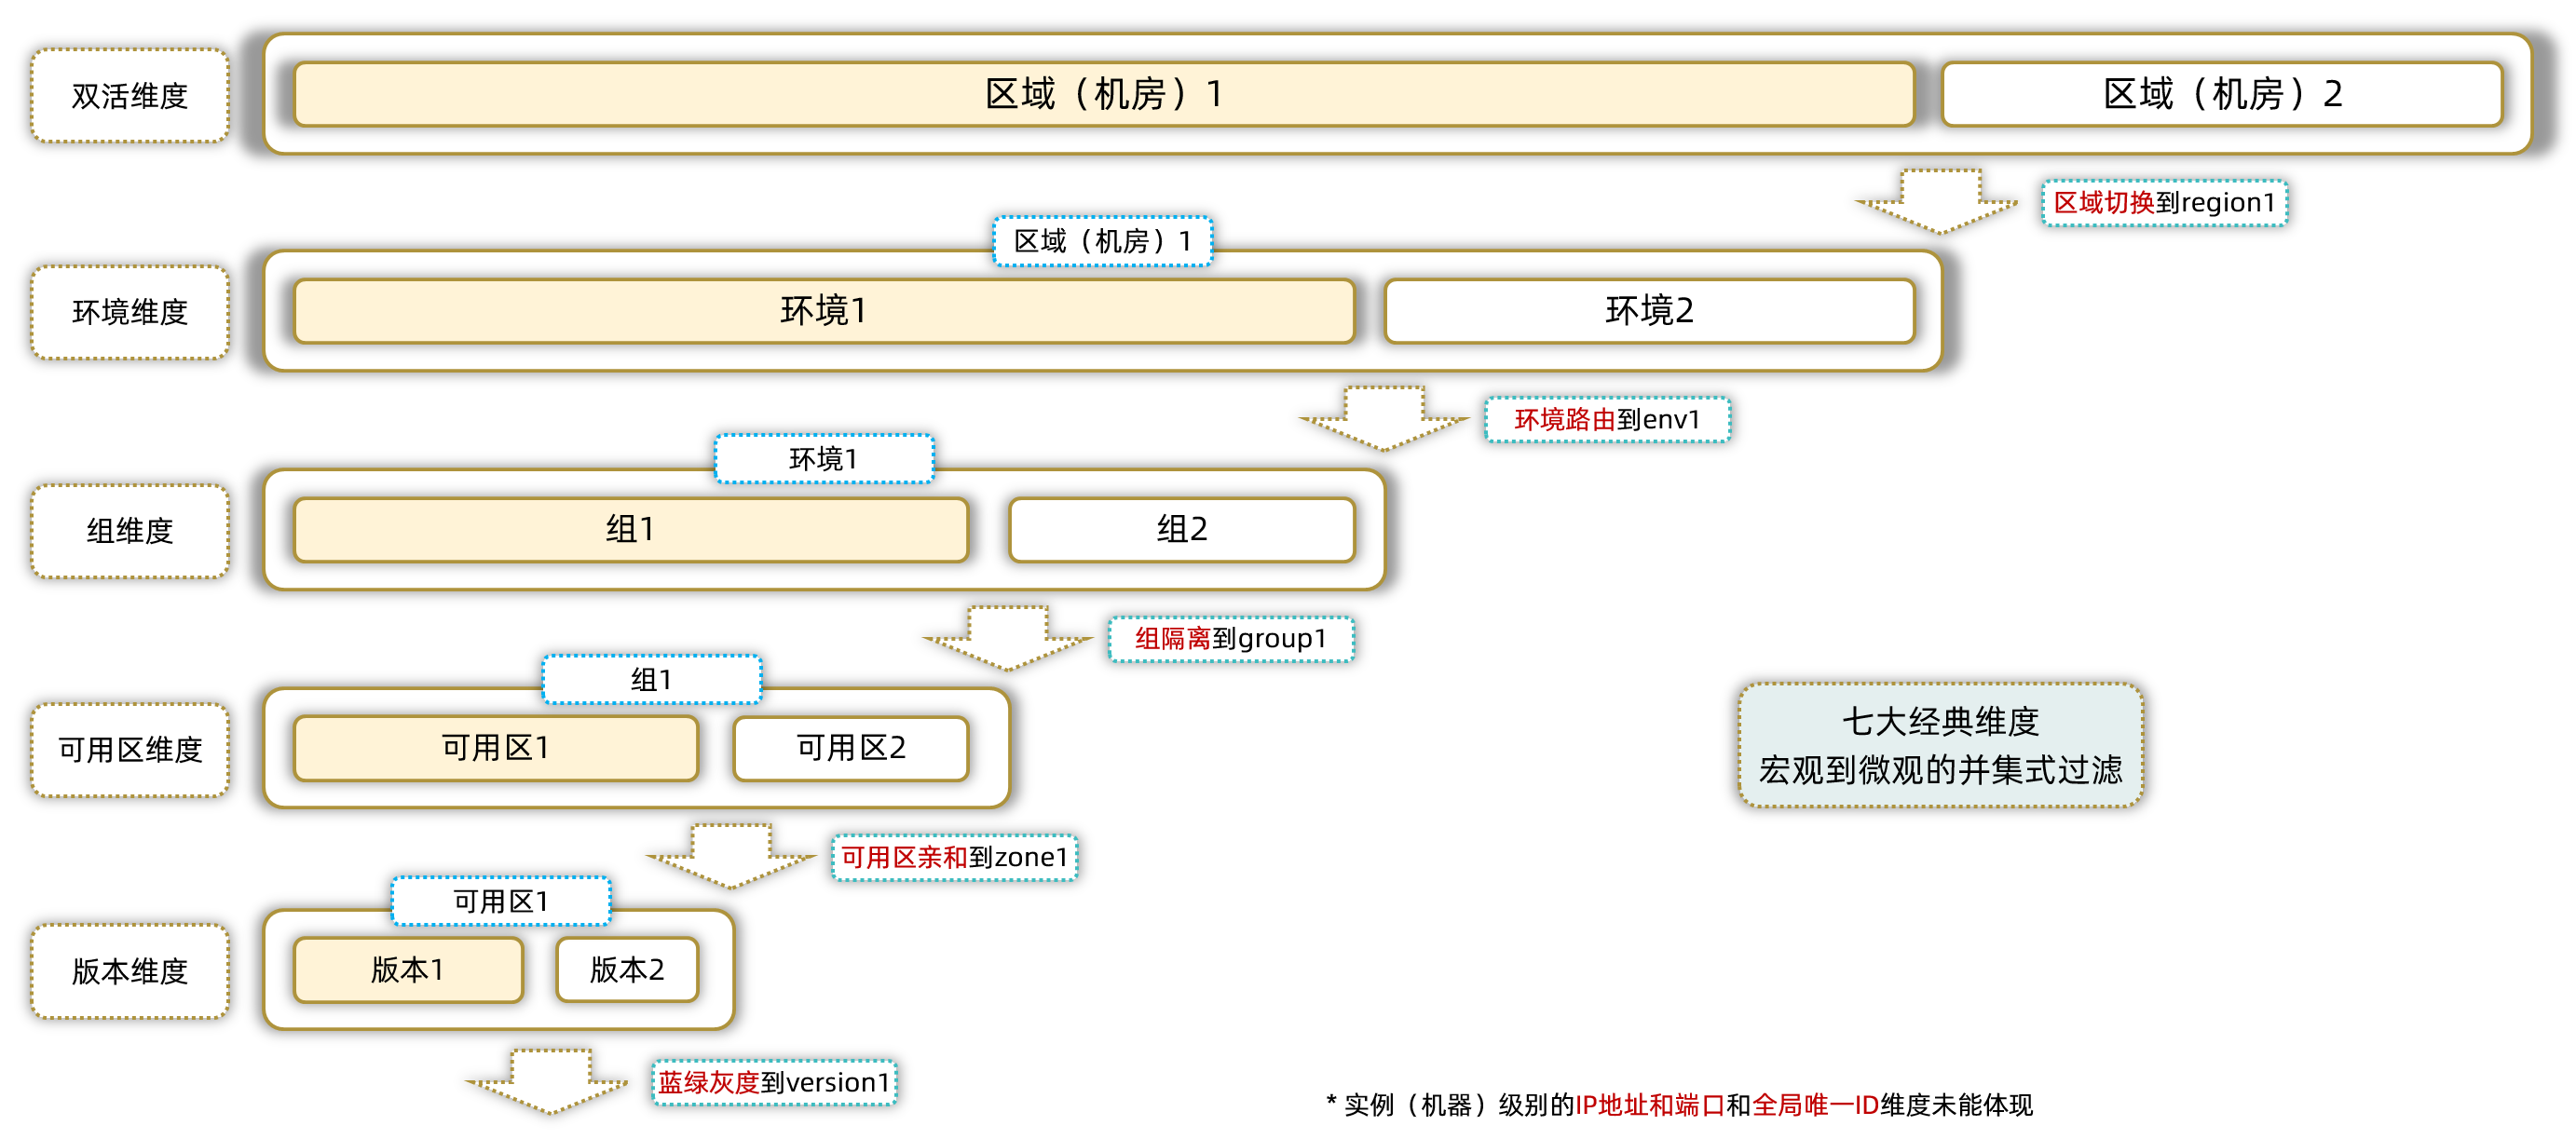 双活维度
区域（机房）1
区域（机房）2
区域切换到region1
区域（机房）1
环境维度
环境1
环境2
环境路由到env1
环境1
组维度
组1
组2
组隔离到group1
组1
可用区维度
可用区1
可用区2
七大经典维度
宏观到微观的并集式过滤
可用区亲和到zone1
可用区1
版本维度
版本1
版本2
蓝绿灰度到version1
* 实例（机器）级别的IP地址和端口和全局唯一ID维度未能体现